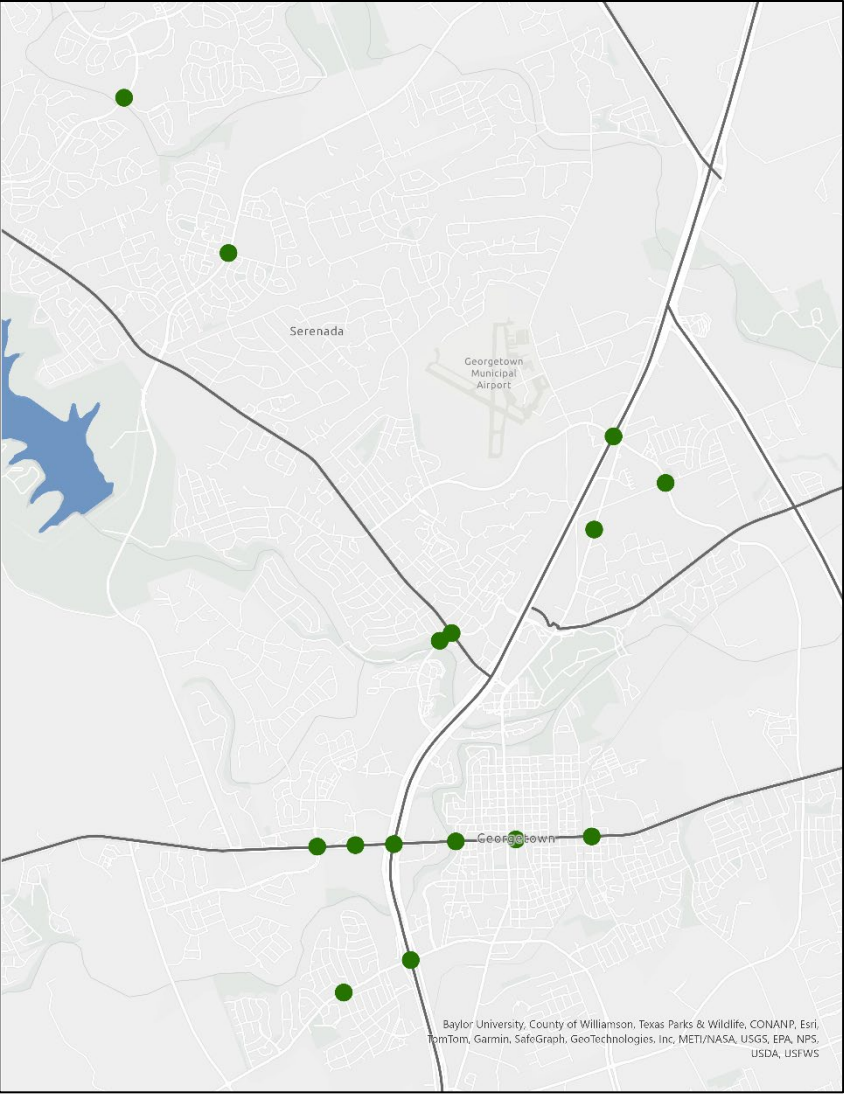 Serenada
Georgetown
Municipal
Airport
Georgetown
Baylor University, County of Williamson, Texas Parks & Wildlife, CONANP, Esri,
TomTom, Garmin, SafeGraph, GeoTechnologies, Inc, METI/NASA, USGS, EPA, NPS,
USDA, USFWS